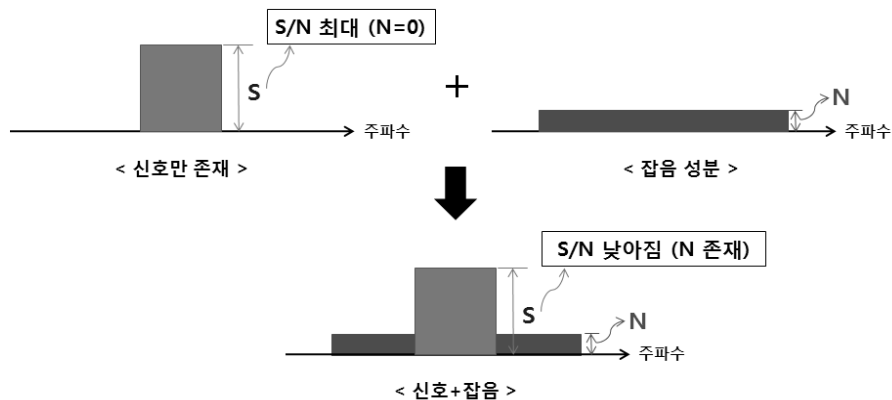 S/N 최대 (N=0)
S
+
N
주파수
주파수
< 신호만 존재 >
< 잡음 성분 >
S/N 낮아짐 (N 존재)
S
N
주파수
< 신호+잡음 >